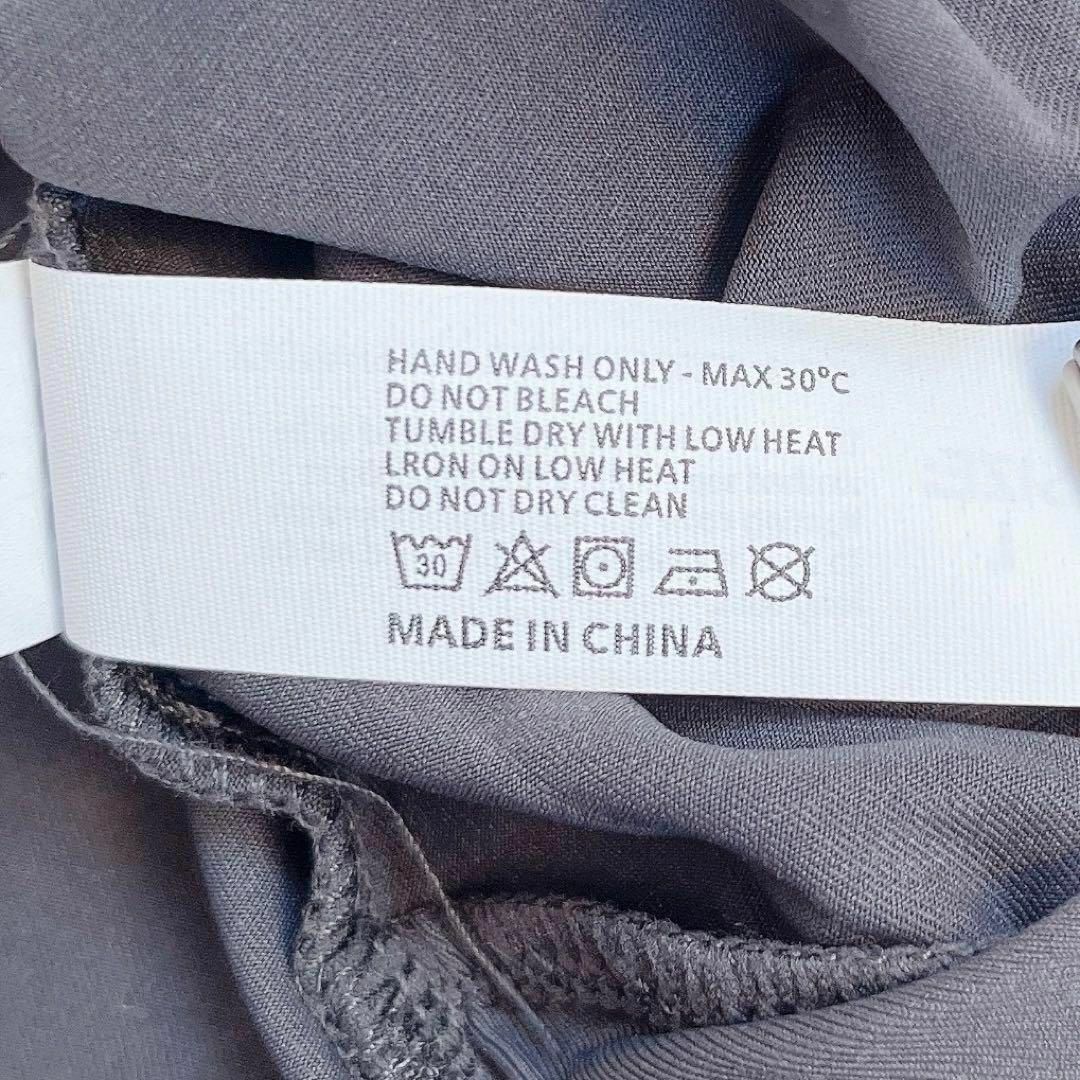 HAND WASH ONLY - MAX 30°C
DO NOT BLEACH
TUMBLE DRY WITH LOW HEAT
LRON ON LOW HEAT
DO NOT DRY CLEAN
30
MADE IN CHINA